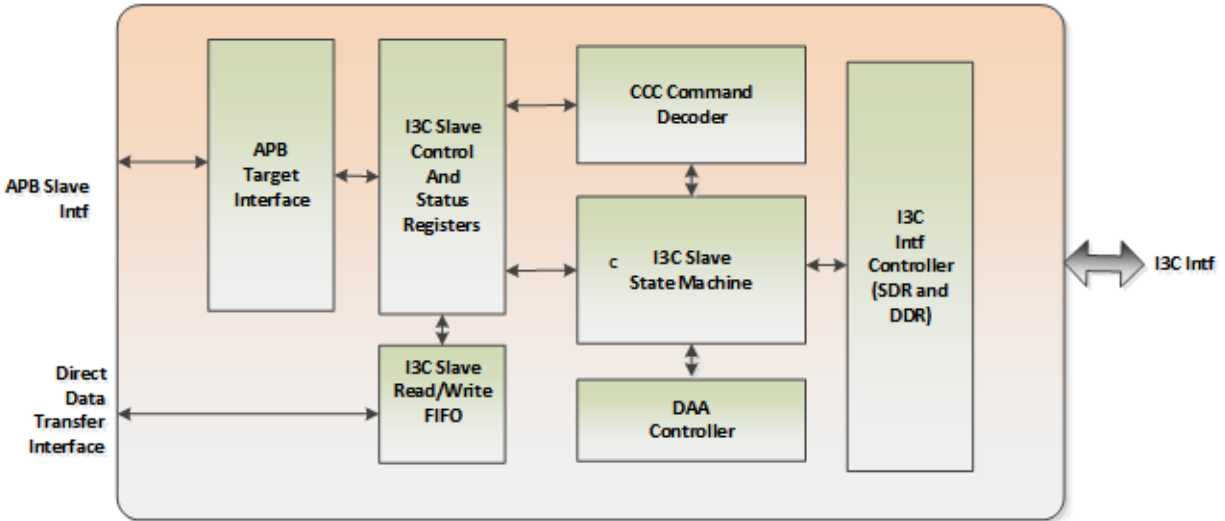 APB Slave
Intf
Direct
Data
Transfer
Interface
APB
Target
Interface
I3C Slave
Control
And
Status
Registers
I3C Slave
Read/Write
FIFO
CCC Command
Decoder
c
I3C Slave
State Machine
DAA
Controller
I3C
Intf
Controller
(SDR and
DDR)
I3C Intf